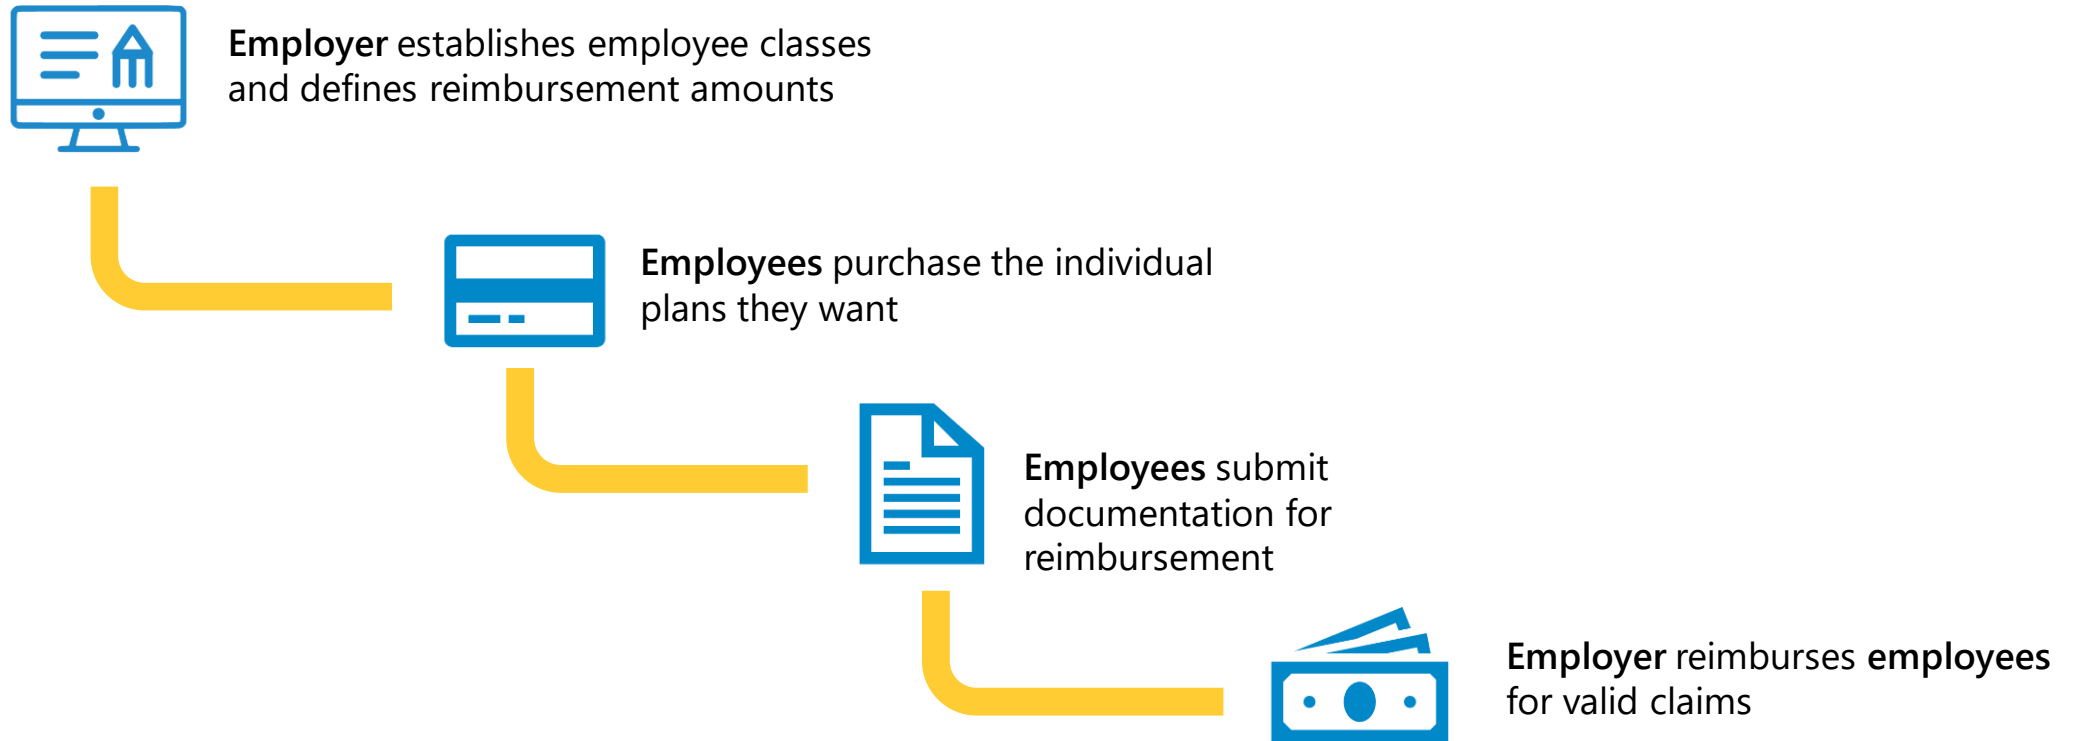 Employer establishes employee classes
and defines reimbursement amounts
Employees purchase the individual
plans they want
Employees submit
documentation for
reimbursement
Employer reimburses employees
for valid claims